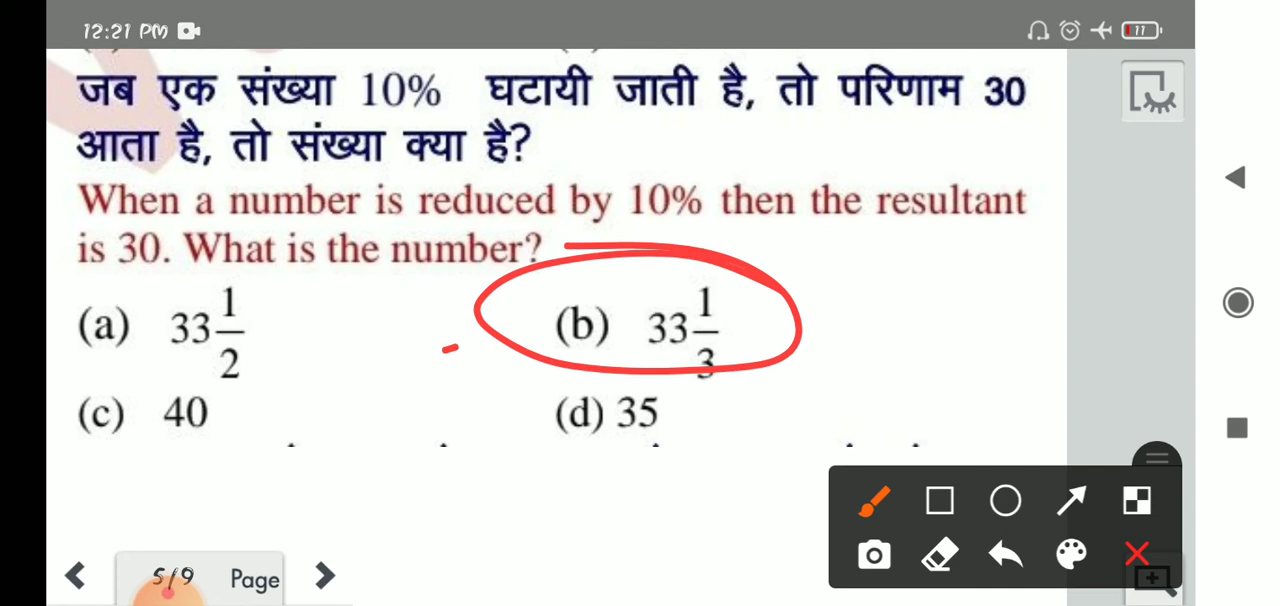 12:21 PM
11
जब एक संख्या 10% घटायी जाती है, तो परिणाम 30
आता है, तो संख्या क्या है?
When a number is reduced by 10% then the resultant
is 30. What is the number?
(a) 33 1/2 (b) 33 1/3
(c) 40 (d) 35
5/9 Page